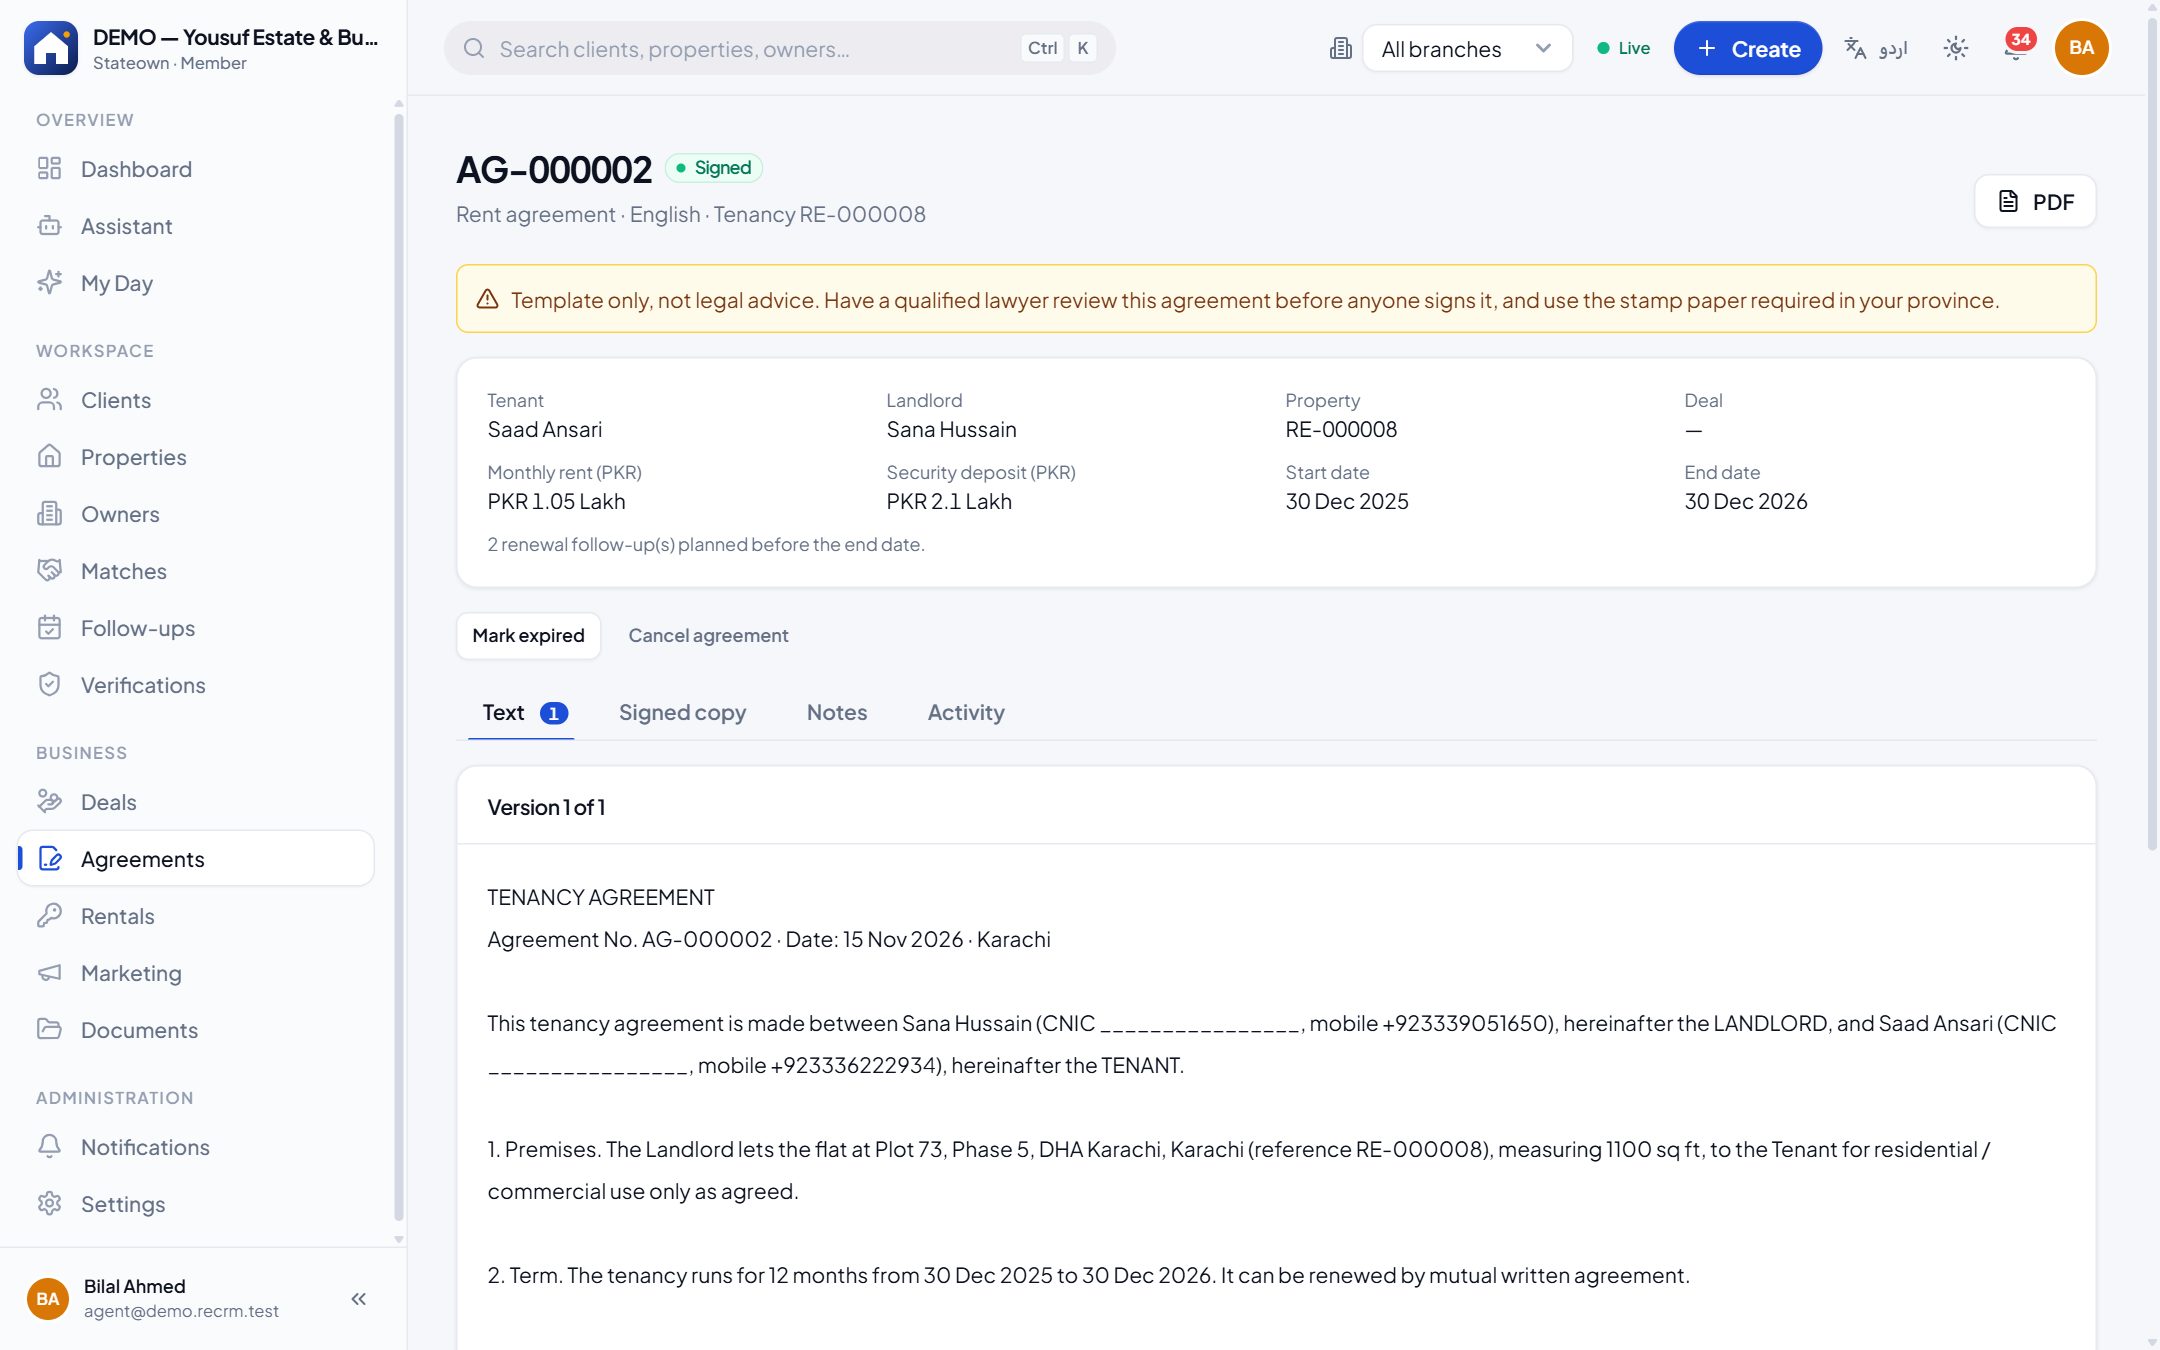 DEMO — Yousuf Estate & Bu...
Stateown · Member
OVERVIEW
Dashboard
Assistant
My Day
WORKSPACE
Clients
Properties
Owners
Matches
Follow-ups
Verifications
BUSINESS
Deals
Agreements
Rentals
Marketing
Documents
ADMINISTRATION
Notifications
Settings
BA
Bilal Ahmed
agent@demo.recrm.test
Search clients, properties, owners...
Ctrl K
All branches
Live
Create
اردو
34
BA
AG-000002 Signed
Rent agreement · English · Tenancy RE-000008
PDF
Template only, not legal advice. Have a qualified lawyer review this agreement before anyone signs it, and use the stamp paper required in your province.
Tenant Landlord Property Deal
Saad Ansari Sana Hussain RE-000008 —
Monthly rent (PKR) Security deposit (PKR) Start date End date
PKR 1.05 Lakh PKR 2.1 Lakh 30 Dec 2025 30 Dec 2026
2 renewal follow-up(s) planned before the end date.
Mark expired Cancel agreement
Text 1 Signed copy Notes Activity
Version 1 of 1
TENANCY AGREEMENT
Agreement No. AG-000002 · Date: 15 Nov 2026 · Karachi
This tenancy agreement is made between Sana Hussain (CNIC ________________, mobile +923339051650), hereinafter the LANDLORD, and Saad Ansari (CNIC
________________, mobile +923336222934), hereinafter the TENANT.
1. Premises. The Landlord lets the flat at Plot 73, Phase 5, DHA Karachi, Karachi (reference RE-000008), measuring 1100 sq ft, to the Tenant for residential /
commercial use only as agreed.
2. Term. The tenancy runs for 12 months from 30 Dec 2025 to 30 Dec 2026. It can be renewed by mutual written agreement.